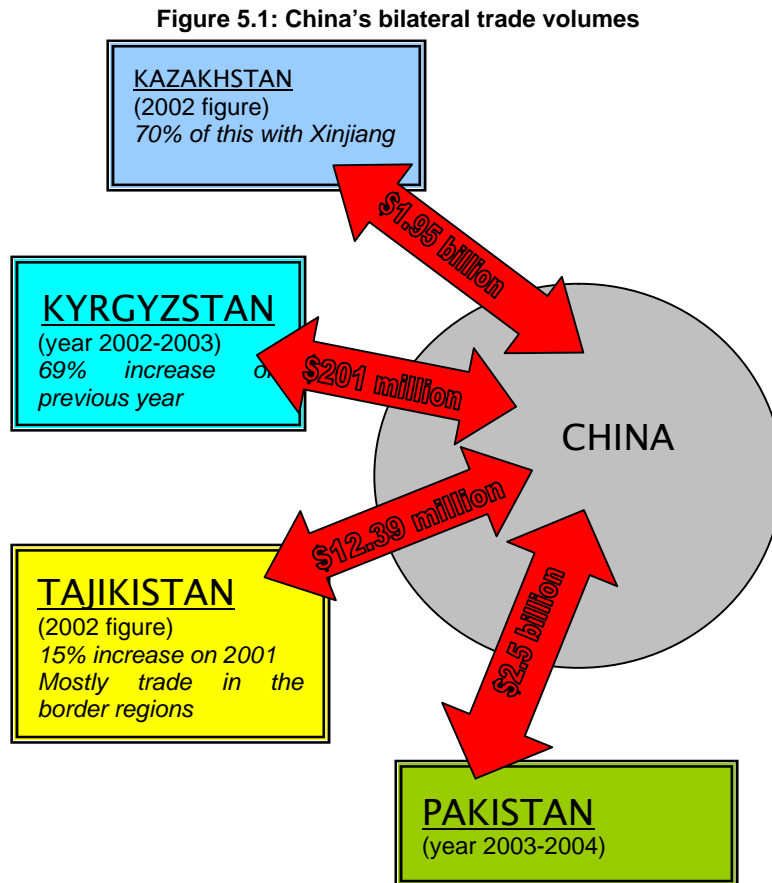 Figure 5.1: China's bilateral trade volumes
KAZAKHSTAN
(2002 figure)
70% of this with Xinjiang
$1.95 billion
KYRGYZSTAN
(year 2002-2003)
69% increase
previous year
$201 million
CHINA
$12.39 million
TAJIKISTAN
(2002 figure)
15% increase on 2001
Mostly trade in the
border regions
$2.5 billion
PAKISTAN
(year 2003-2004)